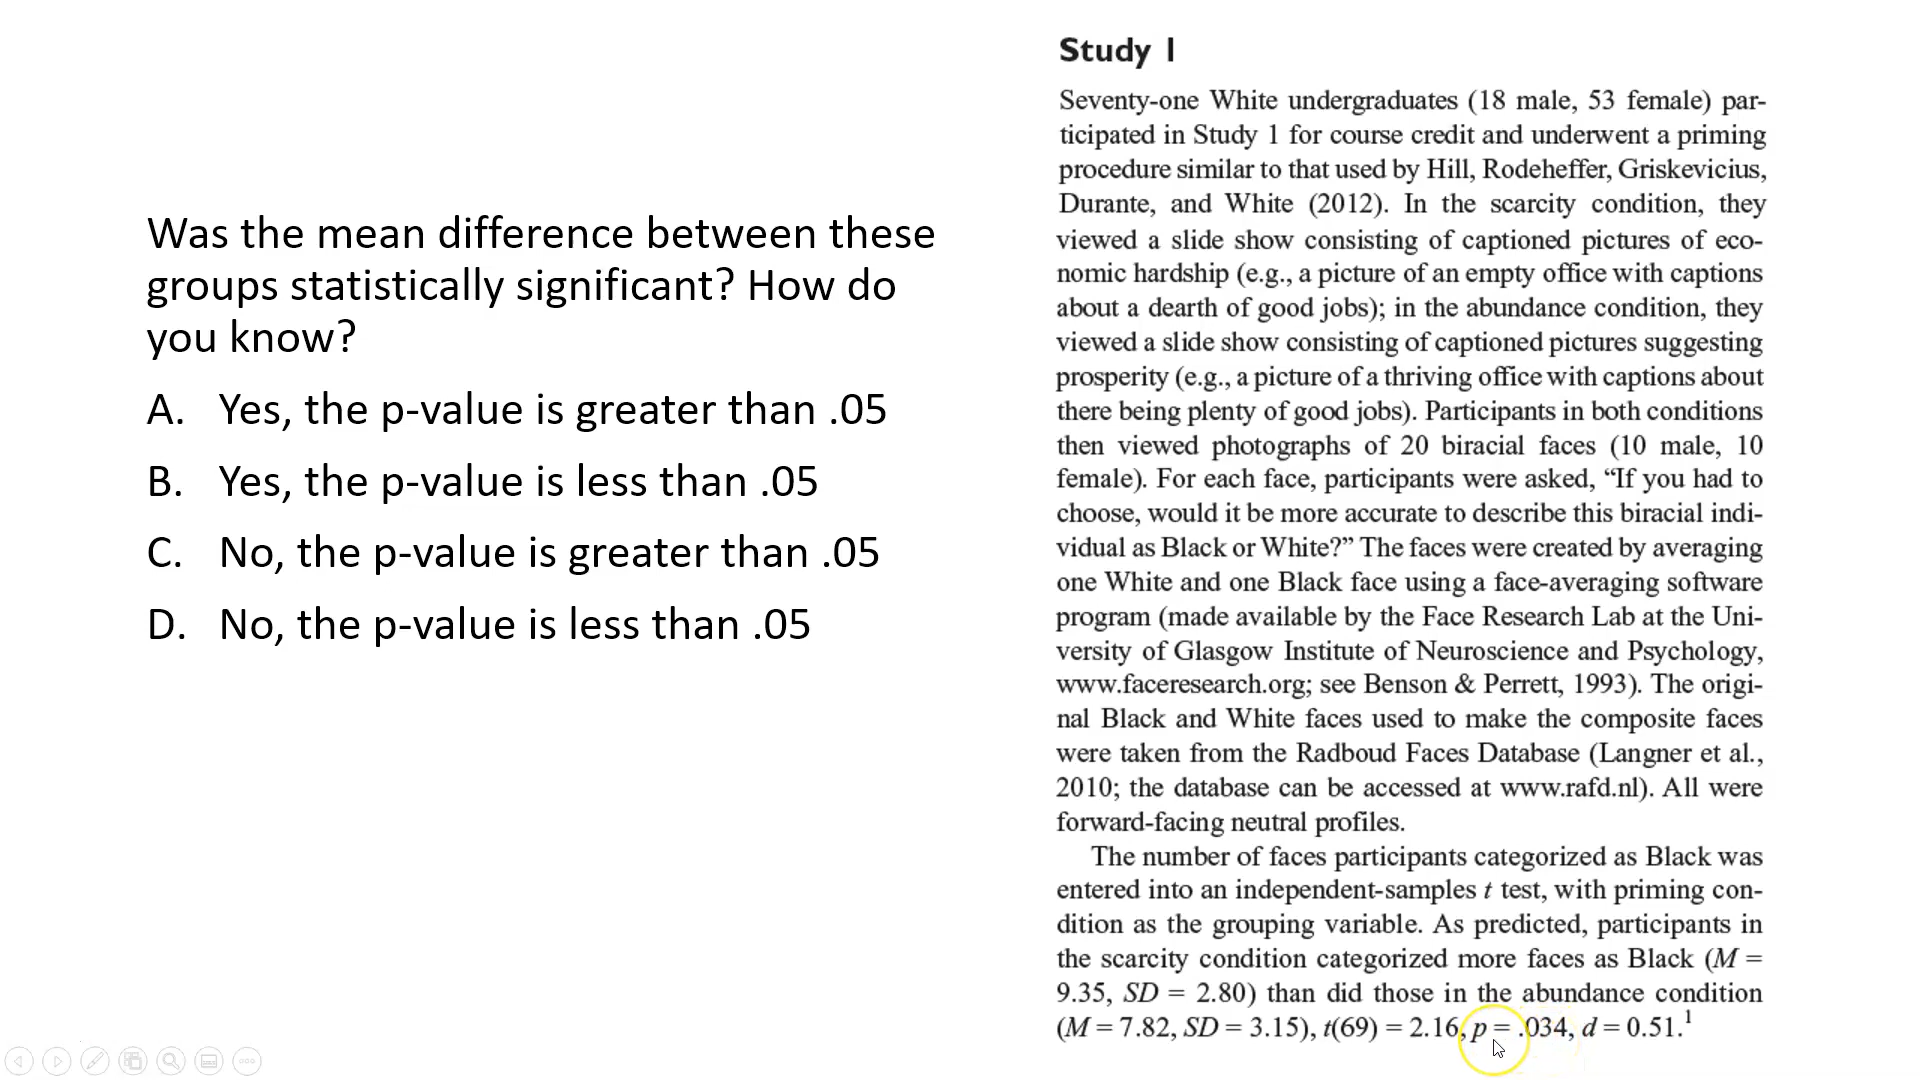 Was the mean difference between these
groups statistically significant? How do
you know?
A. Yes, the p-value is greater than .05
B. Yes, the p-value is less than .05
C. No, the p-value is greater than .05
D. No, the p-value is less than .05
Study 1
Seventy-one White undergraduates (18 male, 53 female) par-
ticipated in Study 1 for course credit and underwent a priming
procedure similar to that used by Hill, Rodeheffer, Griskevicius,
Durante, and White (2012). In the scarcity condition, they
viewed a slide show consisting of captioned pictures of eco-
nomic hardship (e.g., a picture of an empty office with captions
about a dearth of good jobs); in the abundance condition, they
viewed a slide show consisting of captioned pictures suggesting
prosperity (e.g., a picture of a thriving office with captions about
there being plenty of good jobs). Participants in both conditions
then viewed photographs of 20 biracial faces (10 male, 10
female). For each face, participants were asked, “If you had to
choose, would it be more accurate to describe this biracial indi-
vidual as Black or White?” The faces were created by averaging
one White and one Black face using a face-averaging software
program (made available by the Face Research Lab at the Uni-
versity of Glasgow Institute of Neuroscience and Psychology,
www.faceresearch.org; see Benson & Perrett, 1993). The origi-
nal Black and White faces used to make the composite faces
were taken from the Radboud Faces Database (Langner et al.,
2010; the database can be accessed at www.rafd.nl). All were
forward-facing neutral profiles.
The number of faces participants categorized as Black was
entered into an independent-samples t test, with priming con-
dition as the grouping variable. As predicted, participants in
the scarcity condition categorized more faces as Black (M =
9.35, SD = 2.80) than did those in the abundance condition
(M = 7.82, SD = 3.15), t(69) = 2.16, p = .034, d = 0.51.¹